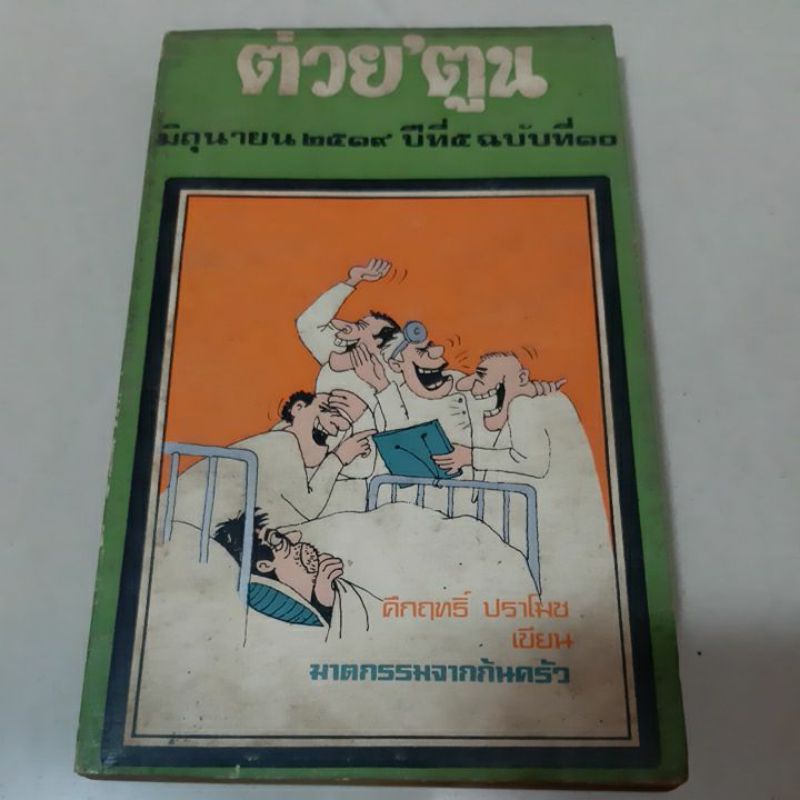 ต่วย'ตูน
มิถุนายน ๒๕๑๙ ปีที่๕ ฉบับที่๑๐
คึกฤทธิ์ ปราโมช
เขียน
ฆาตกรรมจากก้นครัว